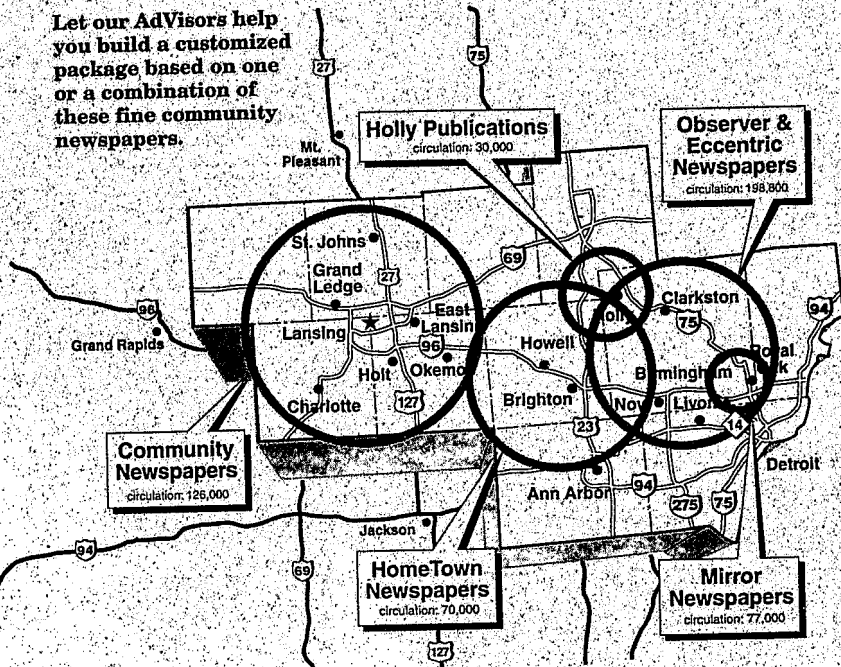 Let our AdVisors help
you build a customized
package based on one
or a combination of
these fine community
newspapers.
27
75
Mt.
Pleasant
Holly Publications
circulation: 30,000
Observer &
Eccentric
Newspapers
circulation: 198,800
St. Johns
27
69
Grand
Ledge
Clarkston
94
96
75
Grand Rapids
Lansing
East
Lansin
96
Howell
Royal
Holt
Okemo
Birmingham
Charlotte
127
Brighton
Nov
Livon
23
14
Community
Newspapers
circulation: 126,000
Detroit
Ann Arbor
94
275
75
Jackson
94
69
HomeTown
Newspapers
circulation: 70,000
Mirror
Newspapers
circulation: 77,000
127